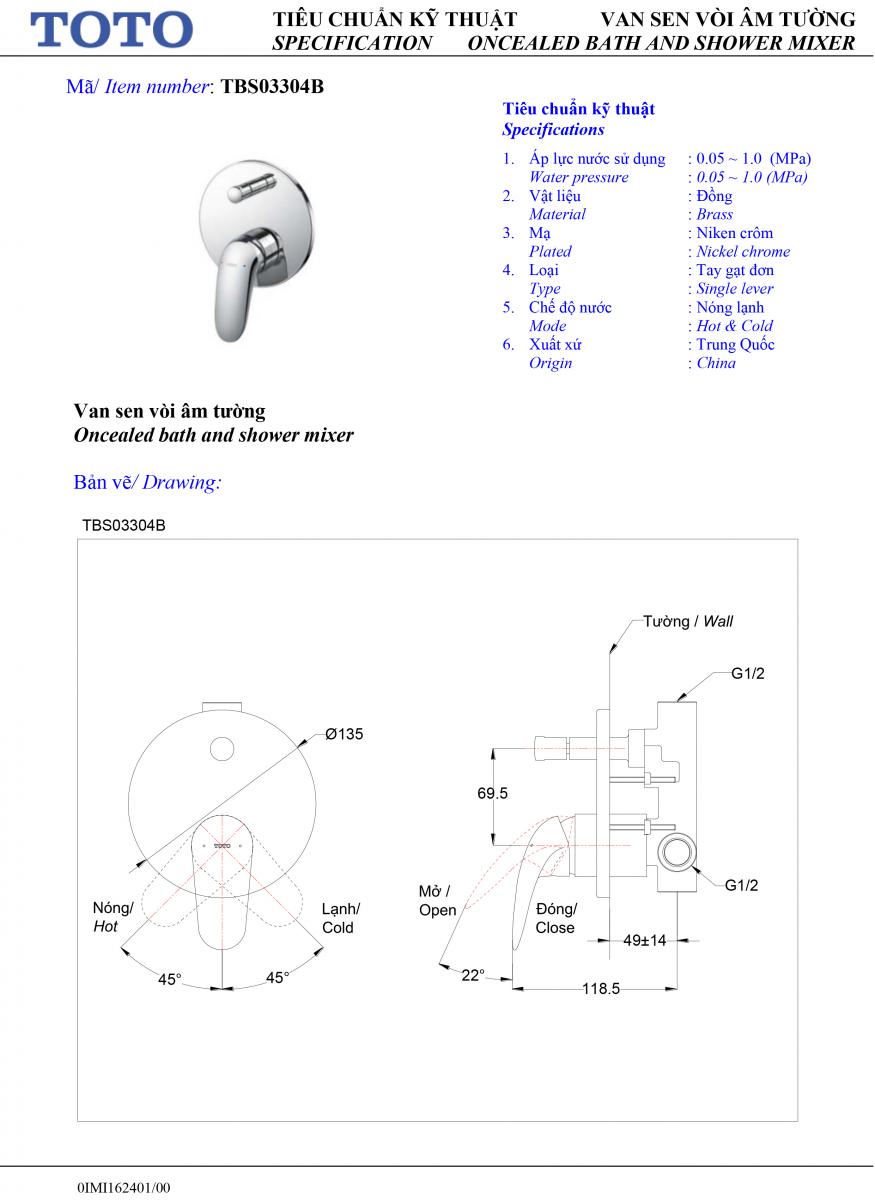 TOTO
TIÊU CHUẨN KỸ THUẬT VAN SEN VÒI ÂM TƯỜNG
SPECIFICATION ONCEALED BATH AND SHOWER MIXER
Mã/ Item number: TBS03304B
Tiêu chuẩn kỹ thuật
Specifications
1. Áp lực nước sử dụng : 0.05 ~ 1.0 (MPa)
Water pressure : 0.05 ~ 1.0 (MPa)
2. Vật liệu : Đồng
Material : Brass
3. Mạ : Niken crôm
Plated : Nickel chrome
4. Loại : Tay gạt đơn
Type : Single lever
5. Chế độ nước : Nóng lạnh
Mode : Hot & Cold
6. Xuất xứ : Trung Quốc
Origin : China
Van sen vòi âm tường
Oncealed bath and shower mixer
Bản vẽ/ Drawing:
TBS03304B
Tường / Wall
G1/2
Ø135
69.5
TOTO
G1/2
Mở /
Open
Đóng/
Close
Nóng/
Hot
Lạnh/
Cold
49±14
45°
45°
22°
118.5
0IMI162401/00